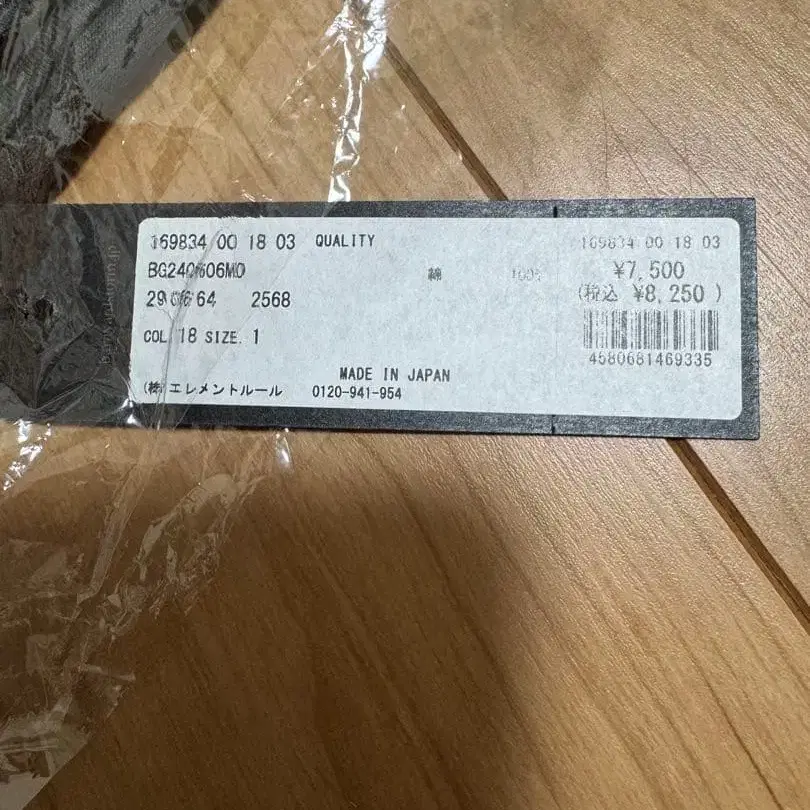 169834 00 18 03 QUALITY
綿 100%
29 64 2568
COL. 18 SIZE. 1
MADE IN JAPAN
(株)エレメントルール 0120-941-954
169834 00 18 03
¥7,500
(税込 ¥8,250 )
4580681469335